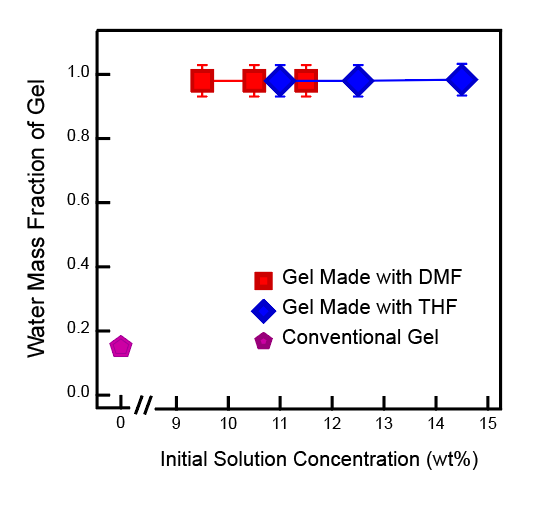 Water Mass Fraction of Gel
1.0
0.8
0.6
0.4
0.2
0.0
Gel Made with DMF
Gel Made with THF
Conventional Gel
0 9 10 11 12 13 14 15
Initial Solution Concentration (wt%)